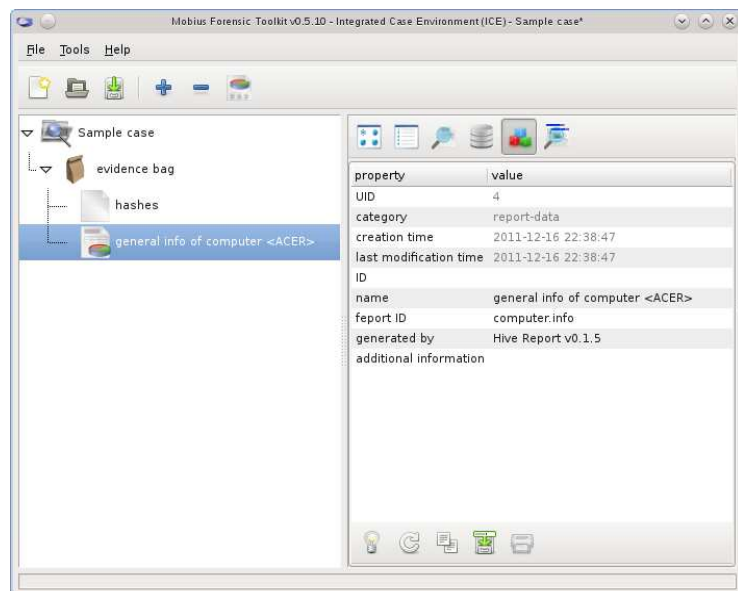 Mobius Forensic Toolkit v0.5.10 - Integrated Case Environment (ICE) - Sample case*
File Tools Help
Sample case
evidence bag
hashes
general info of computer <ACER>
property value
UID 4
category report-data
creation time 2011-12-16 22:38:47
last modification time 2011-12-16 22:38:47
ID
name general info of computer <ACER>
feport ID computer.info
generated by Hive Report v0.1.5
additional information